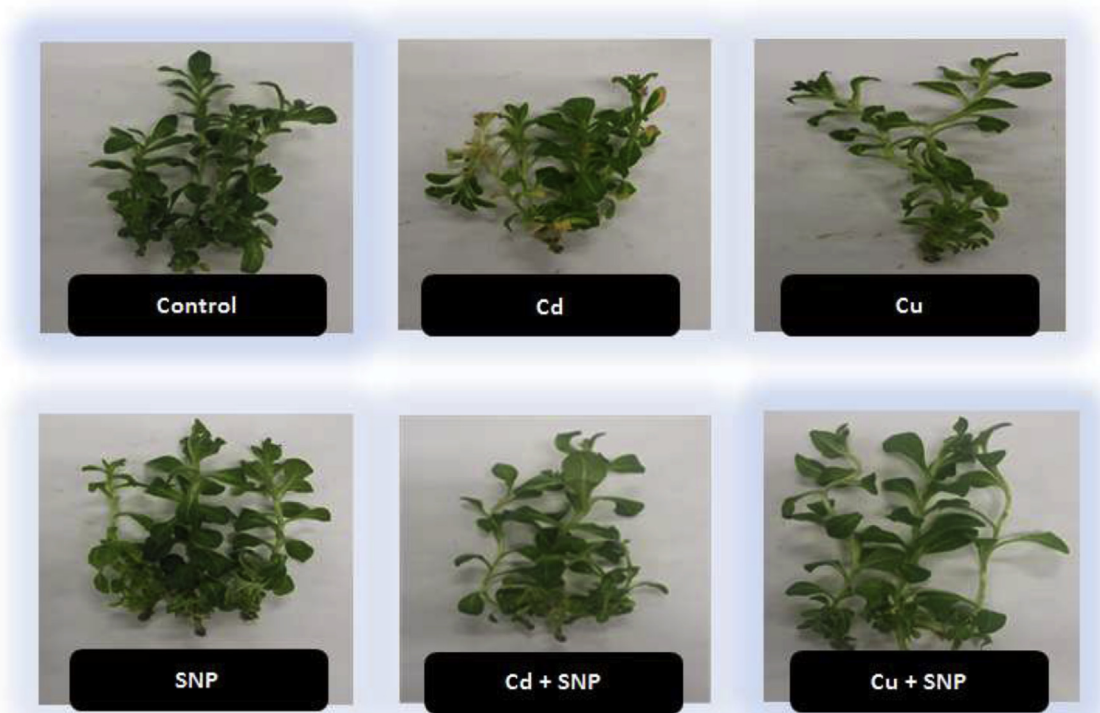 Control
Cd
Cu
SNP
Cd + SNP
Cu + SNP